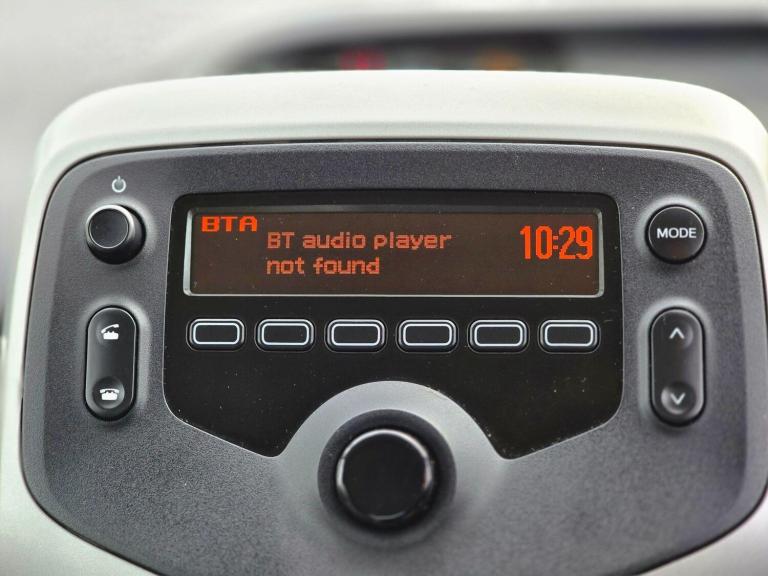 BTA
BT audio player
not found
10:29
MODE